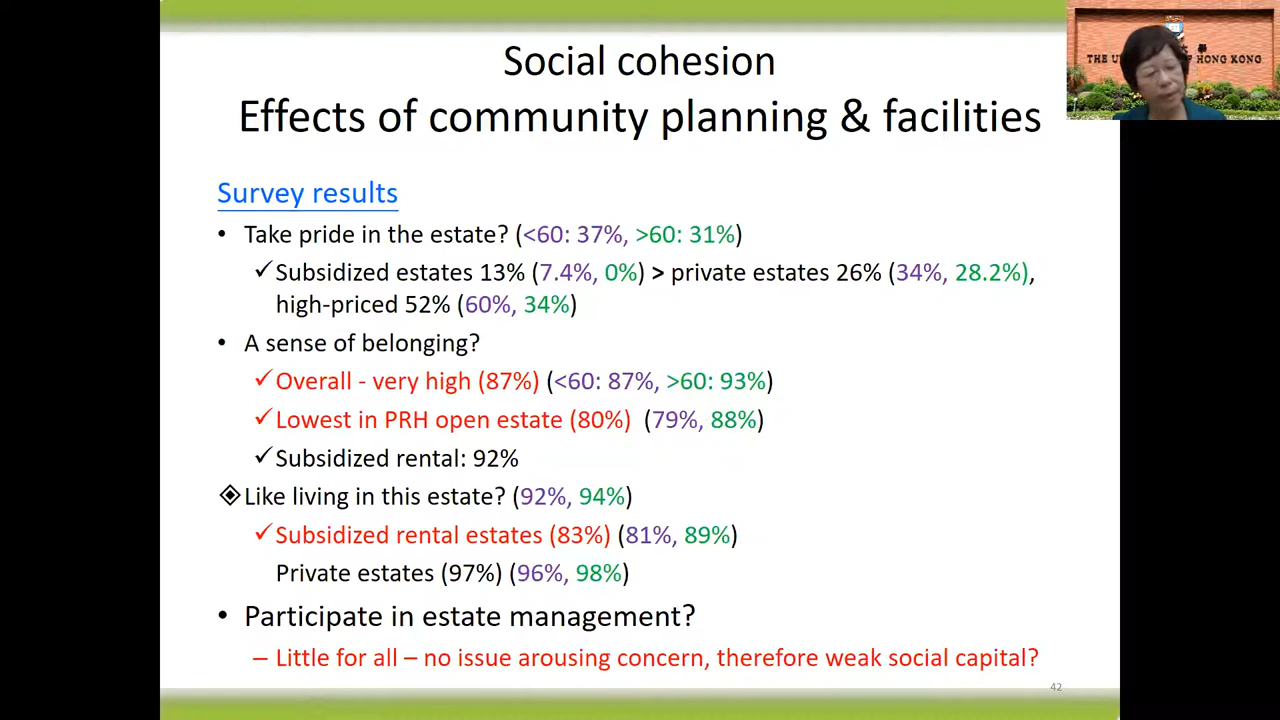 Social cohesion
Effects of community planning & facilities
THE U OF HONG KONG
Survey results
• Take pride in the estate? (<60: 37%, >60: 31%)
✓Subsidized estates 13% (7.4%, 0%) > private estates 26% (34%, 28.2%),
high-priced 52% (60%, 34%)
• A sense of belonging?
✓Overall - very high (87%) (<60: 87%, >60: 93%)
✓Lowest in PRH open estate (80%) (79%, 88%)
✓Subsidized rental: 92%
◈Like living in this estate? (92%, 94%)
✓Subsidized rental estates (83%) (81%, 89%)
Private estates (97%) (96%, 98%)
• Participate in estate management?
– Little for all – no issue arousing concern, therefore weak social capital?
42